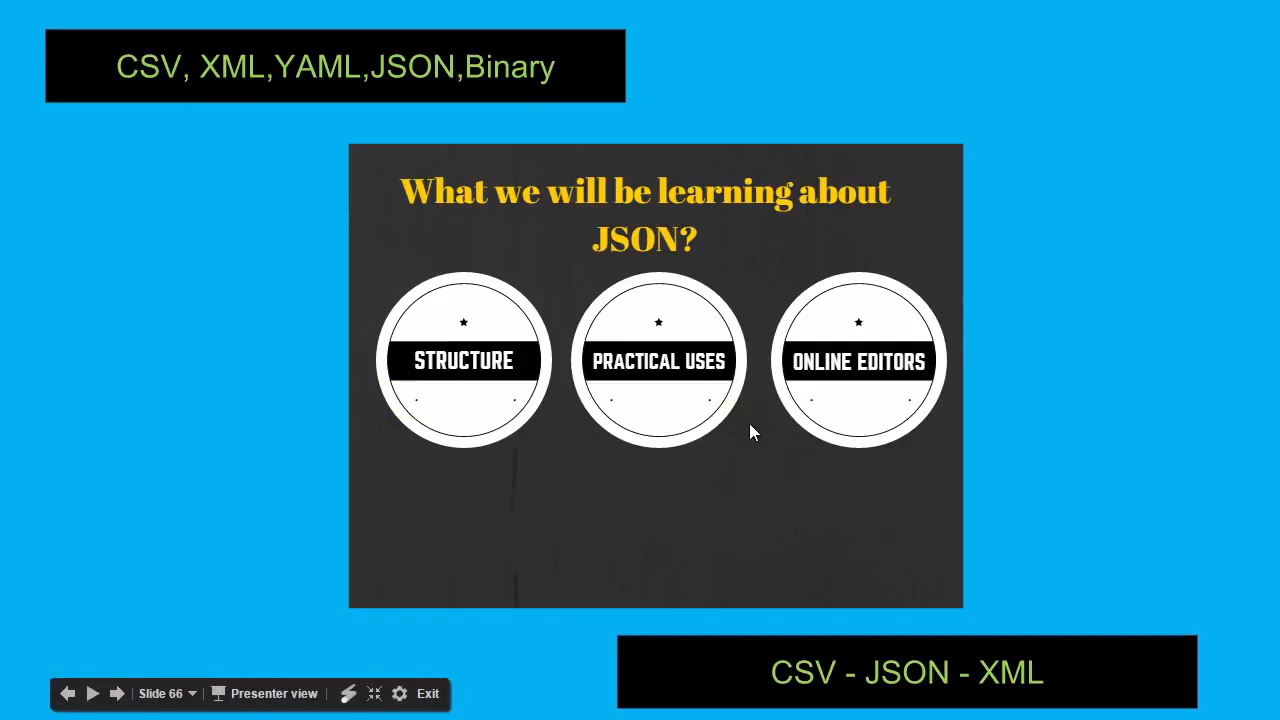 CSV, XML,YAML,JSON,Binary
What we will be learning about
JSON?
STRUCTURE
PRACTICAL USES
ONLINE EDITORS
CSV - JSON - XML
Slide 66
Presenter view
Exit